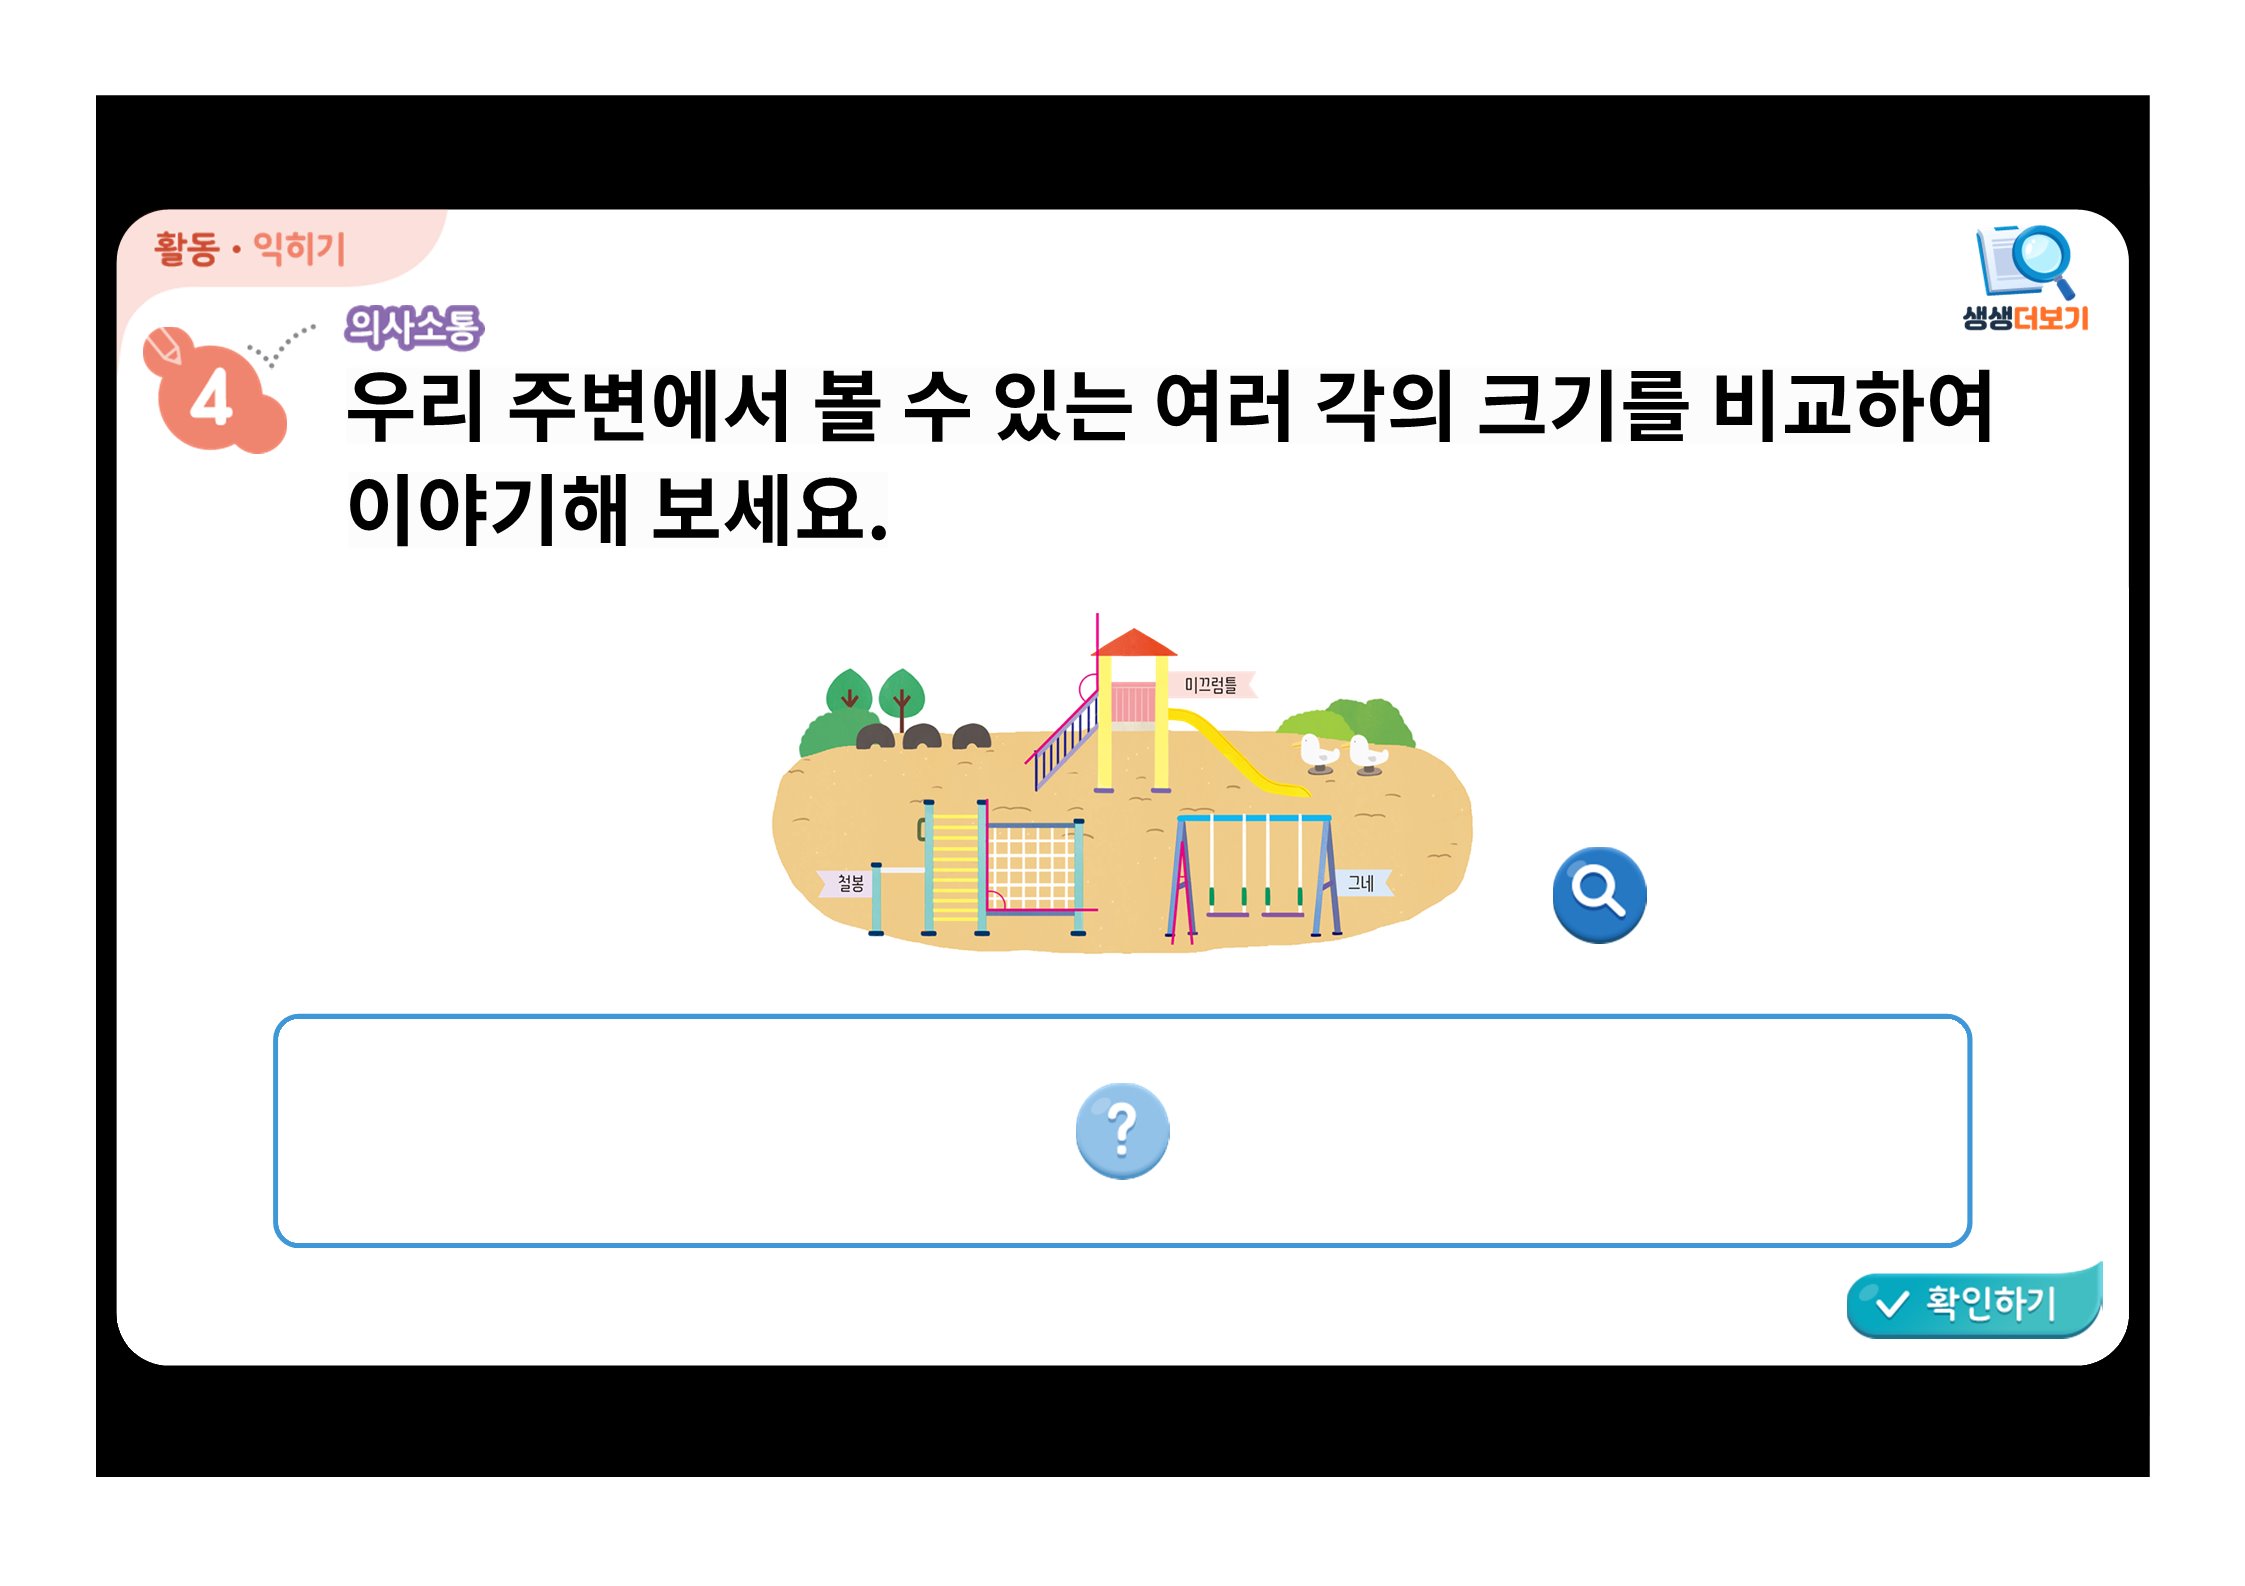 활동 • 익히기
생생더보기
의사소통
4
우리 주변에서 볼 수 있는 여러 각의 크기를 비교하여
이야기해 보세요.
미끄럼틀
철봉
그네
?
확인하기